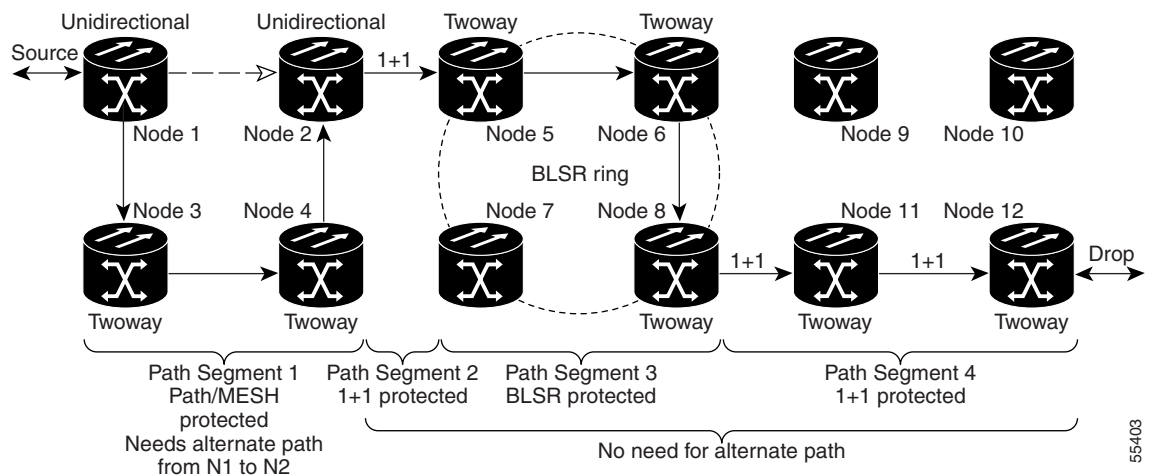 Unidirectional Unidirectional Twoway Twoway
Source 1+1
Node 1 Node 2 Node 5 Node 6 Node 9 Node 10
BLSR ring
Node 3 Node 4 Node 7 Node 8 Node 11 Node 12
1+1 1+1 Drop
Twoway Twoway Twoway Twoway Twoway
Path Segment 1
Path/MESH
protected
Needs alternate path
from N1 to N2
Path Segment 2
1+1 protected
Path Segment 3
BLSR protected
Path Segment 4
1+1 protected
No need for alternate path
55403